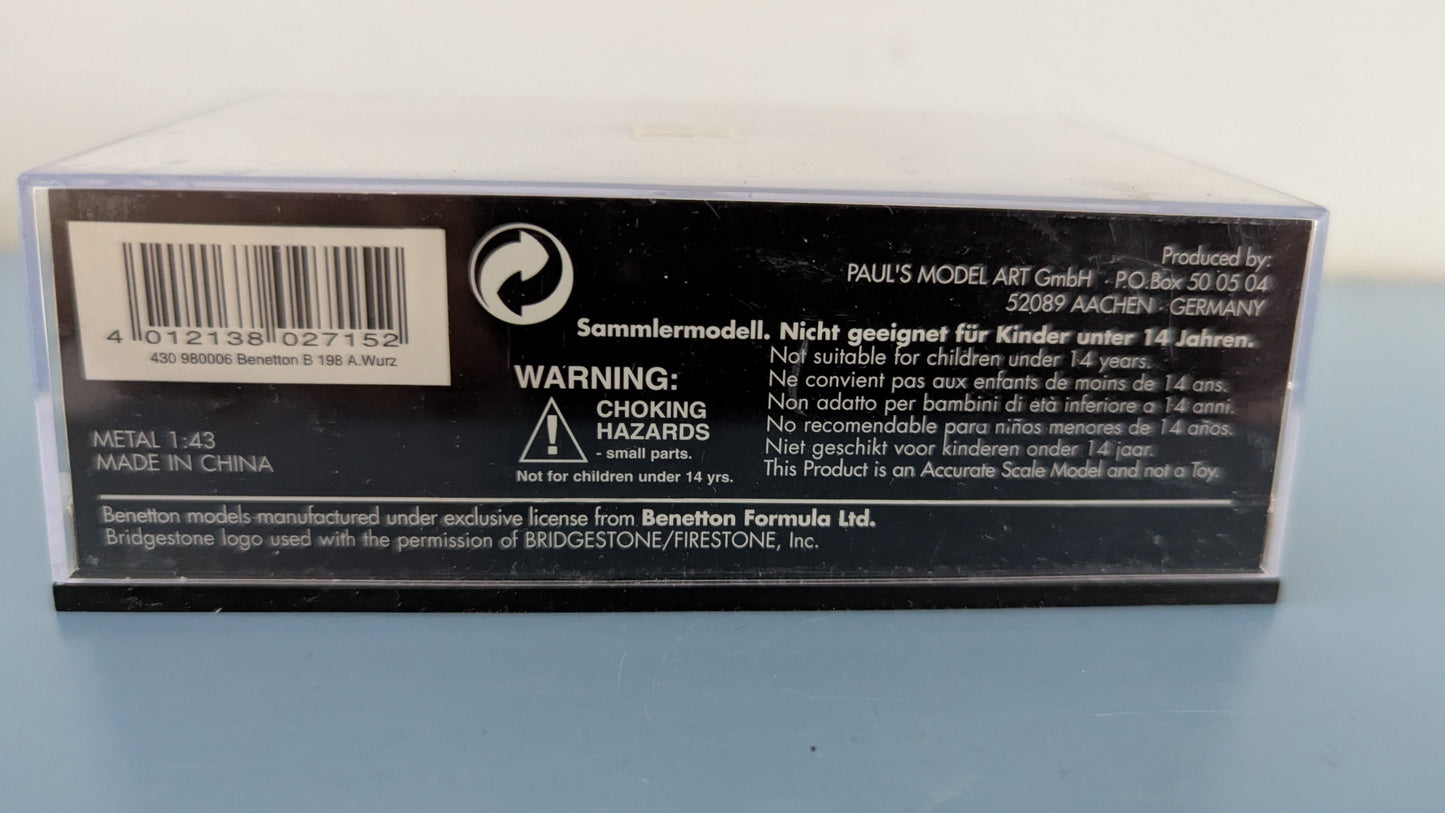 4 012138 027152
430 980006 Benetton B 198 A.Wurz
METAL 1:43
MADE IN CHINA
Produced by:
PAUL'S MODEL ART GmbH · P.O.Box 50 05 04
52089 AACHEN · GERMANY
Sammlermodell. Nicht geeignet für Kinder unter 14 Jahren.
Not suitable for children under 14 years.
Ne convient pas aux enfants de moins de 14 ans.
Non adatto per bambini di età inferiore a 14 anni.
No recomendable para niños menores de 14 años.
Niet geschikt voor kinderen onder 14 jaar.
This Product is an Accurate Scale Model and not a Toy.
WARNING:
CHOKING
HAZARDS
- small parts.
Not for children under 14 yrs.
Benetton models manufactured under exclusive license from Benetton Formula Ltd.
Bridgestone logo used with the permission of BRIDGESTONE/FIRESTONE, Inc.